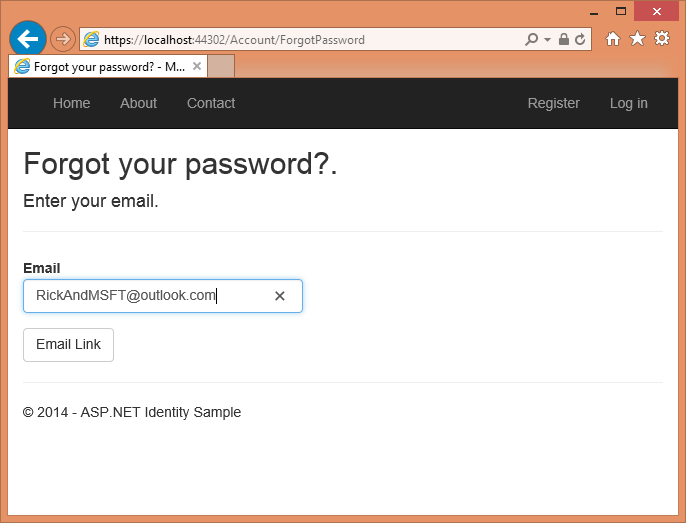 https://localhost:44302/Account/ForgotPassword
Forgot your password? - M...
Home About Contact Register Log in
Forgot your password?.
Enter your email.
Email
RickAndMSFT@outlook.com
Email Link
© 2014 - ASP.NET Identity Sample